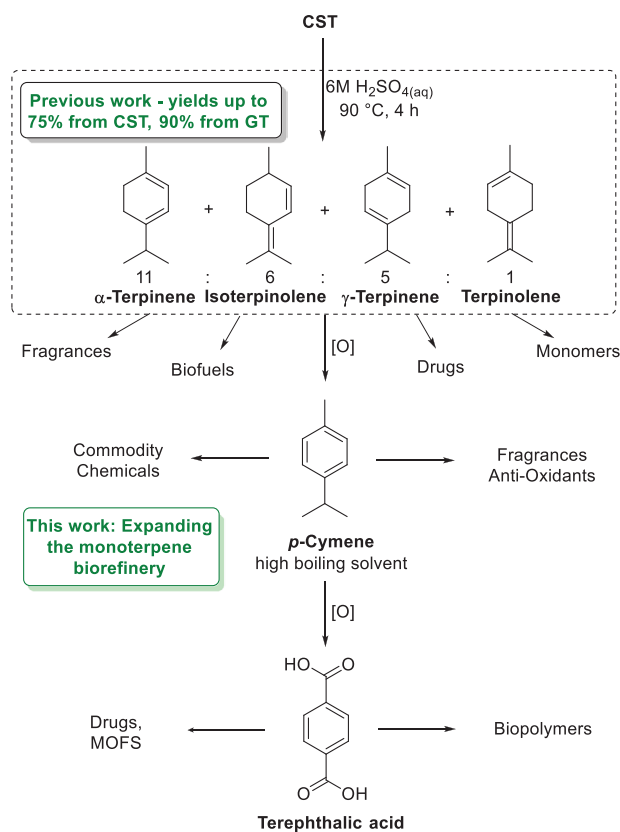 CST
6M H2SO4(aq)
90 °C, 4 h
Previous work - yields up to
75% from CST, 90% from GT
+ + +
11 : 6 : 5 : 1
α-Terpinene Isoterpinolene γ-Terpinene Terpinolene
Fragrances
Biofuels
[O]
Drugs
Monomers
Commodity
Chemicals
Fragrances
Anti-Oxidants
This work: Expanding
the monoterpene
biorefinery
p-Cymene
high boiling solvent
[O]
HO O
Drugs,
MOFS
Biopolymers
O OH
Terephthalic acid